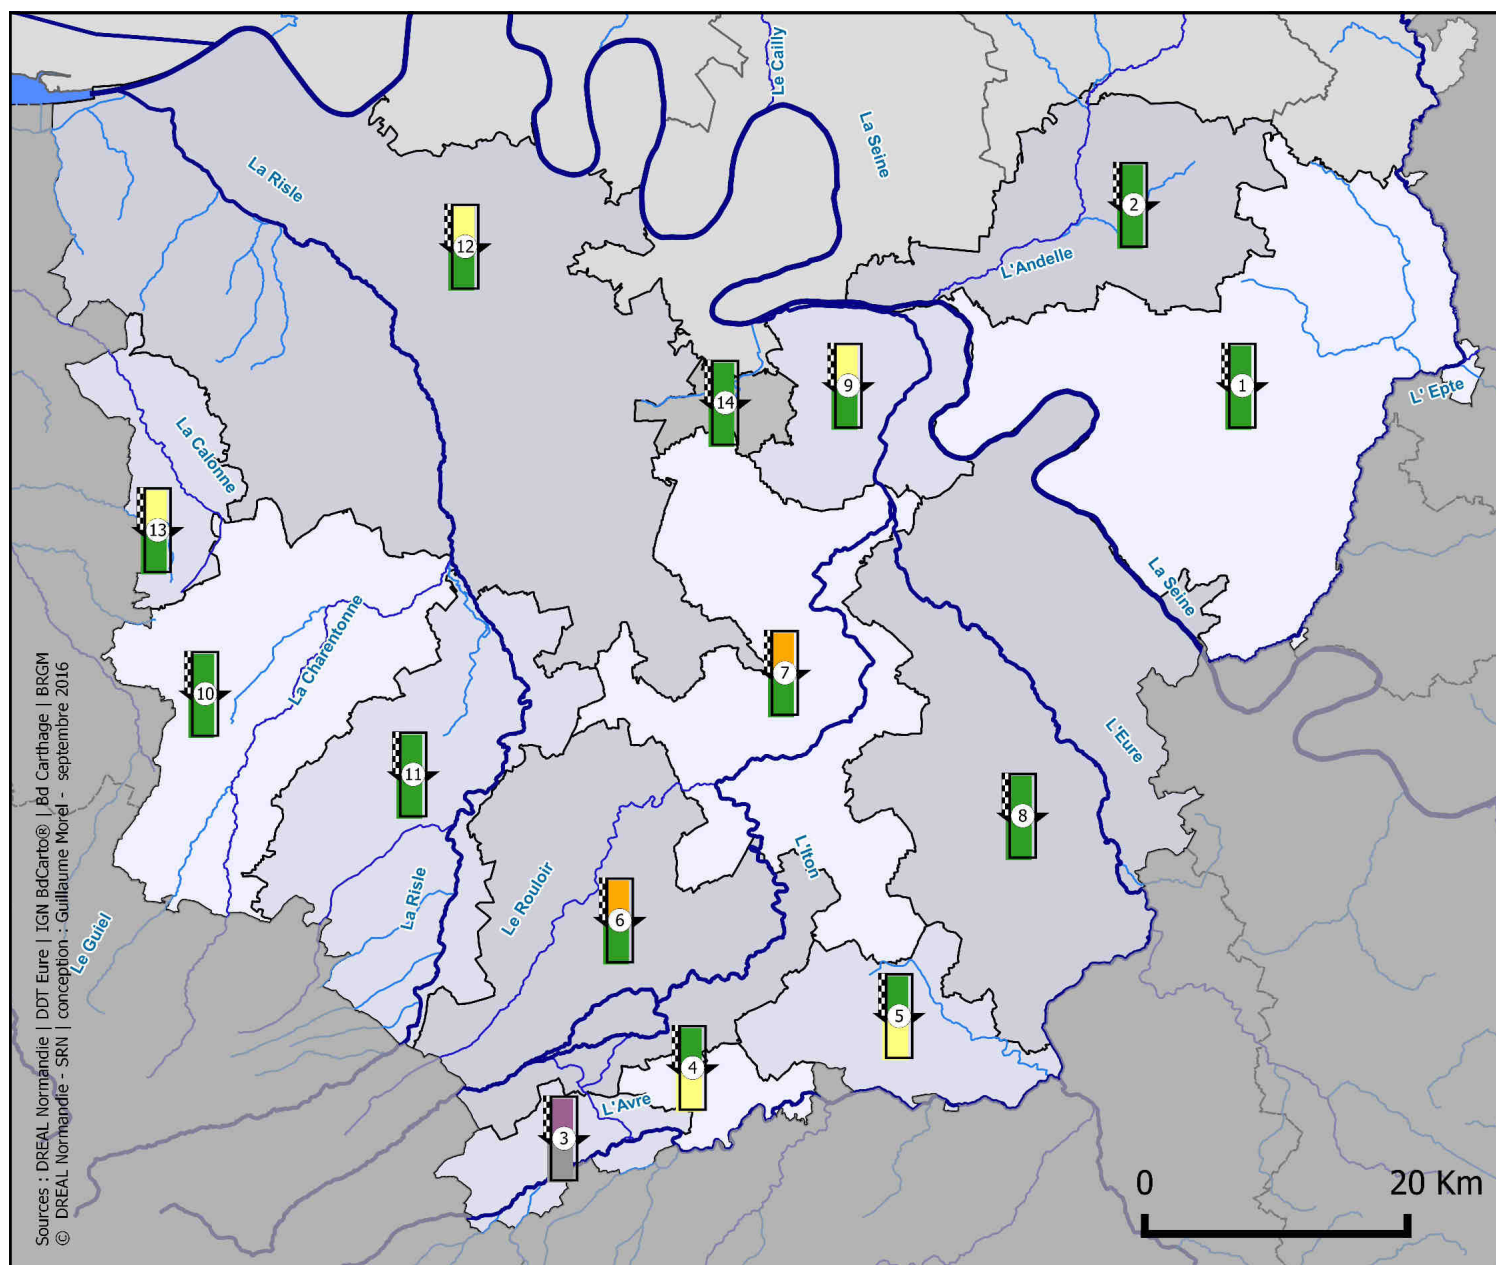 Le Cailly
La Seine
La Risle
2
12
L'Andelle
14
9
1
L' Epte
La Calonne
13
La Seine
La Charentonne
10
7
L'Eure
11
8
L'Iton
Le Rouloir
La Risle
6
Le Guiel
5
4
L'Avre
3
0 20 Km
Sources : DREAL Normandie | DDT Eure | IGN BdCarto® | Bd Carthage | BRGM
© DREAL Normandie - SRN | conception : Guillaume Morel - septembre 2016